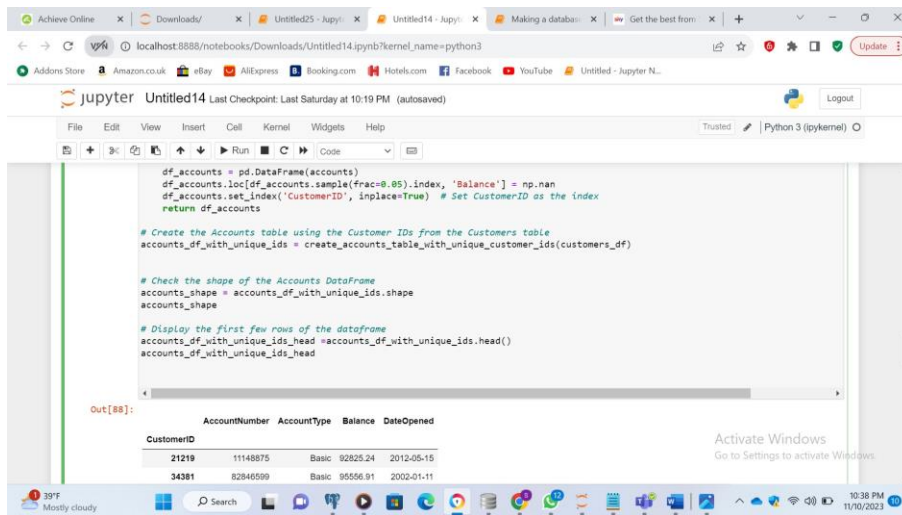 Achieve Online
Downloads/
Untitled25 - Jupyt
Untitled14 - Jupyt
Making a databas
Get the best from
localhost:8888/notebooks/Downloads/Untitled14.ipynb?kernel_name=python3
Update
Addons Store
Amazon.co.uk
eBay
AliExpress
Booking.com
Hotels.com
Facebook
YouTube
Untitled - Jupyter N...
jupyter Untitled14 Last Checkpoint: Last Saturday at 10:19 PM (autosaved)
Logout
File Edit View Insert Cell Kernel Widgets Help
Trusted
Python 3 (ipykernel)
Run
Code
df_accounts = pd.DataFrame(accounts)
df_accounts.loc[df_accounts.sample(frac=0.05).index, 'Balance'] = np.nan
df_accounts.set_index('CustomerID', inplace=True) # Set CustomerID as the index
return df_accounts
# Create the Accounts table using the Customer IDs from the Customers table
accounts_df_with_unique_ids = create_accounts_table_with_unique_customer_ids(customers_df)
# Check the shape of the Accounts DataFrame
accounts_shape = accounts_df_with_unique_ids.shape
accounts_shape
# Display the first few rows of the dataframe
accounts_df_with_unique_ids_head =accounts_df_with_unique_ids.head()
accounts_df_with_unique_ids_head
Out[88]:
AccountNumber AccountType Balance DateOpened
CustomerID
21219 11148875 Basic 92825.24 2012-05-15
34381 82846599 Basic 95556.91 2002-01-11
Activate Windows
Go to Settings to activate Windows.
39°F
Mostly cloudy
Search
10:38 PM
11/10/2023
10